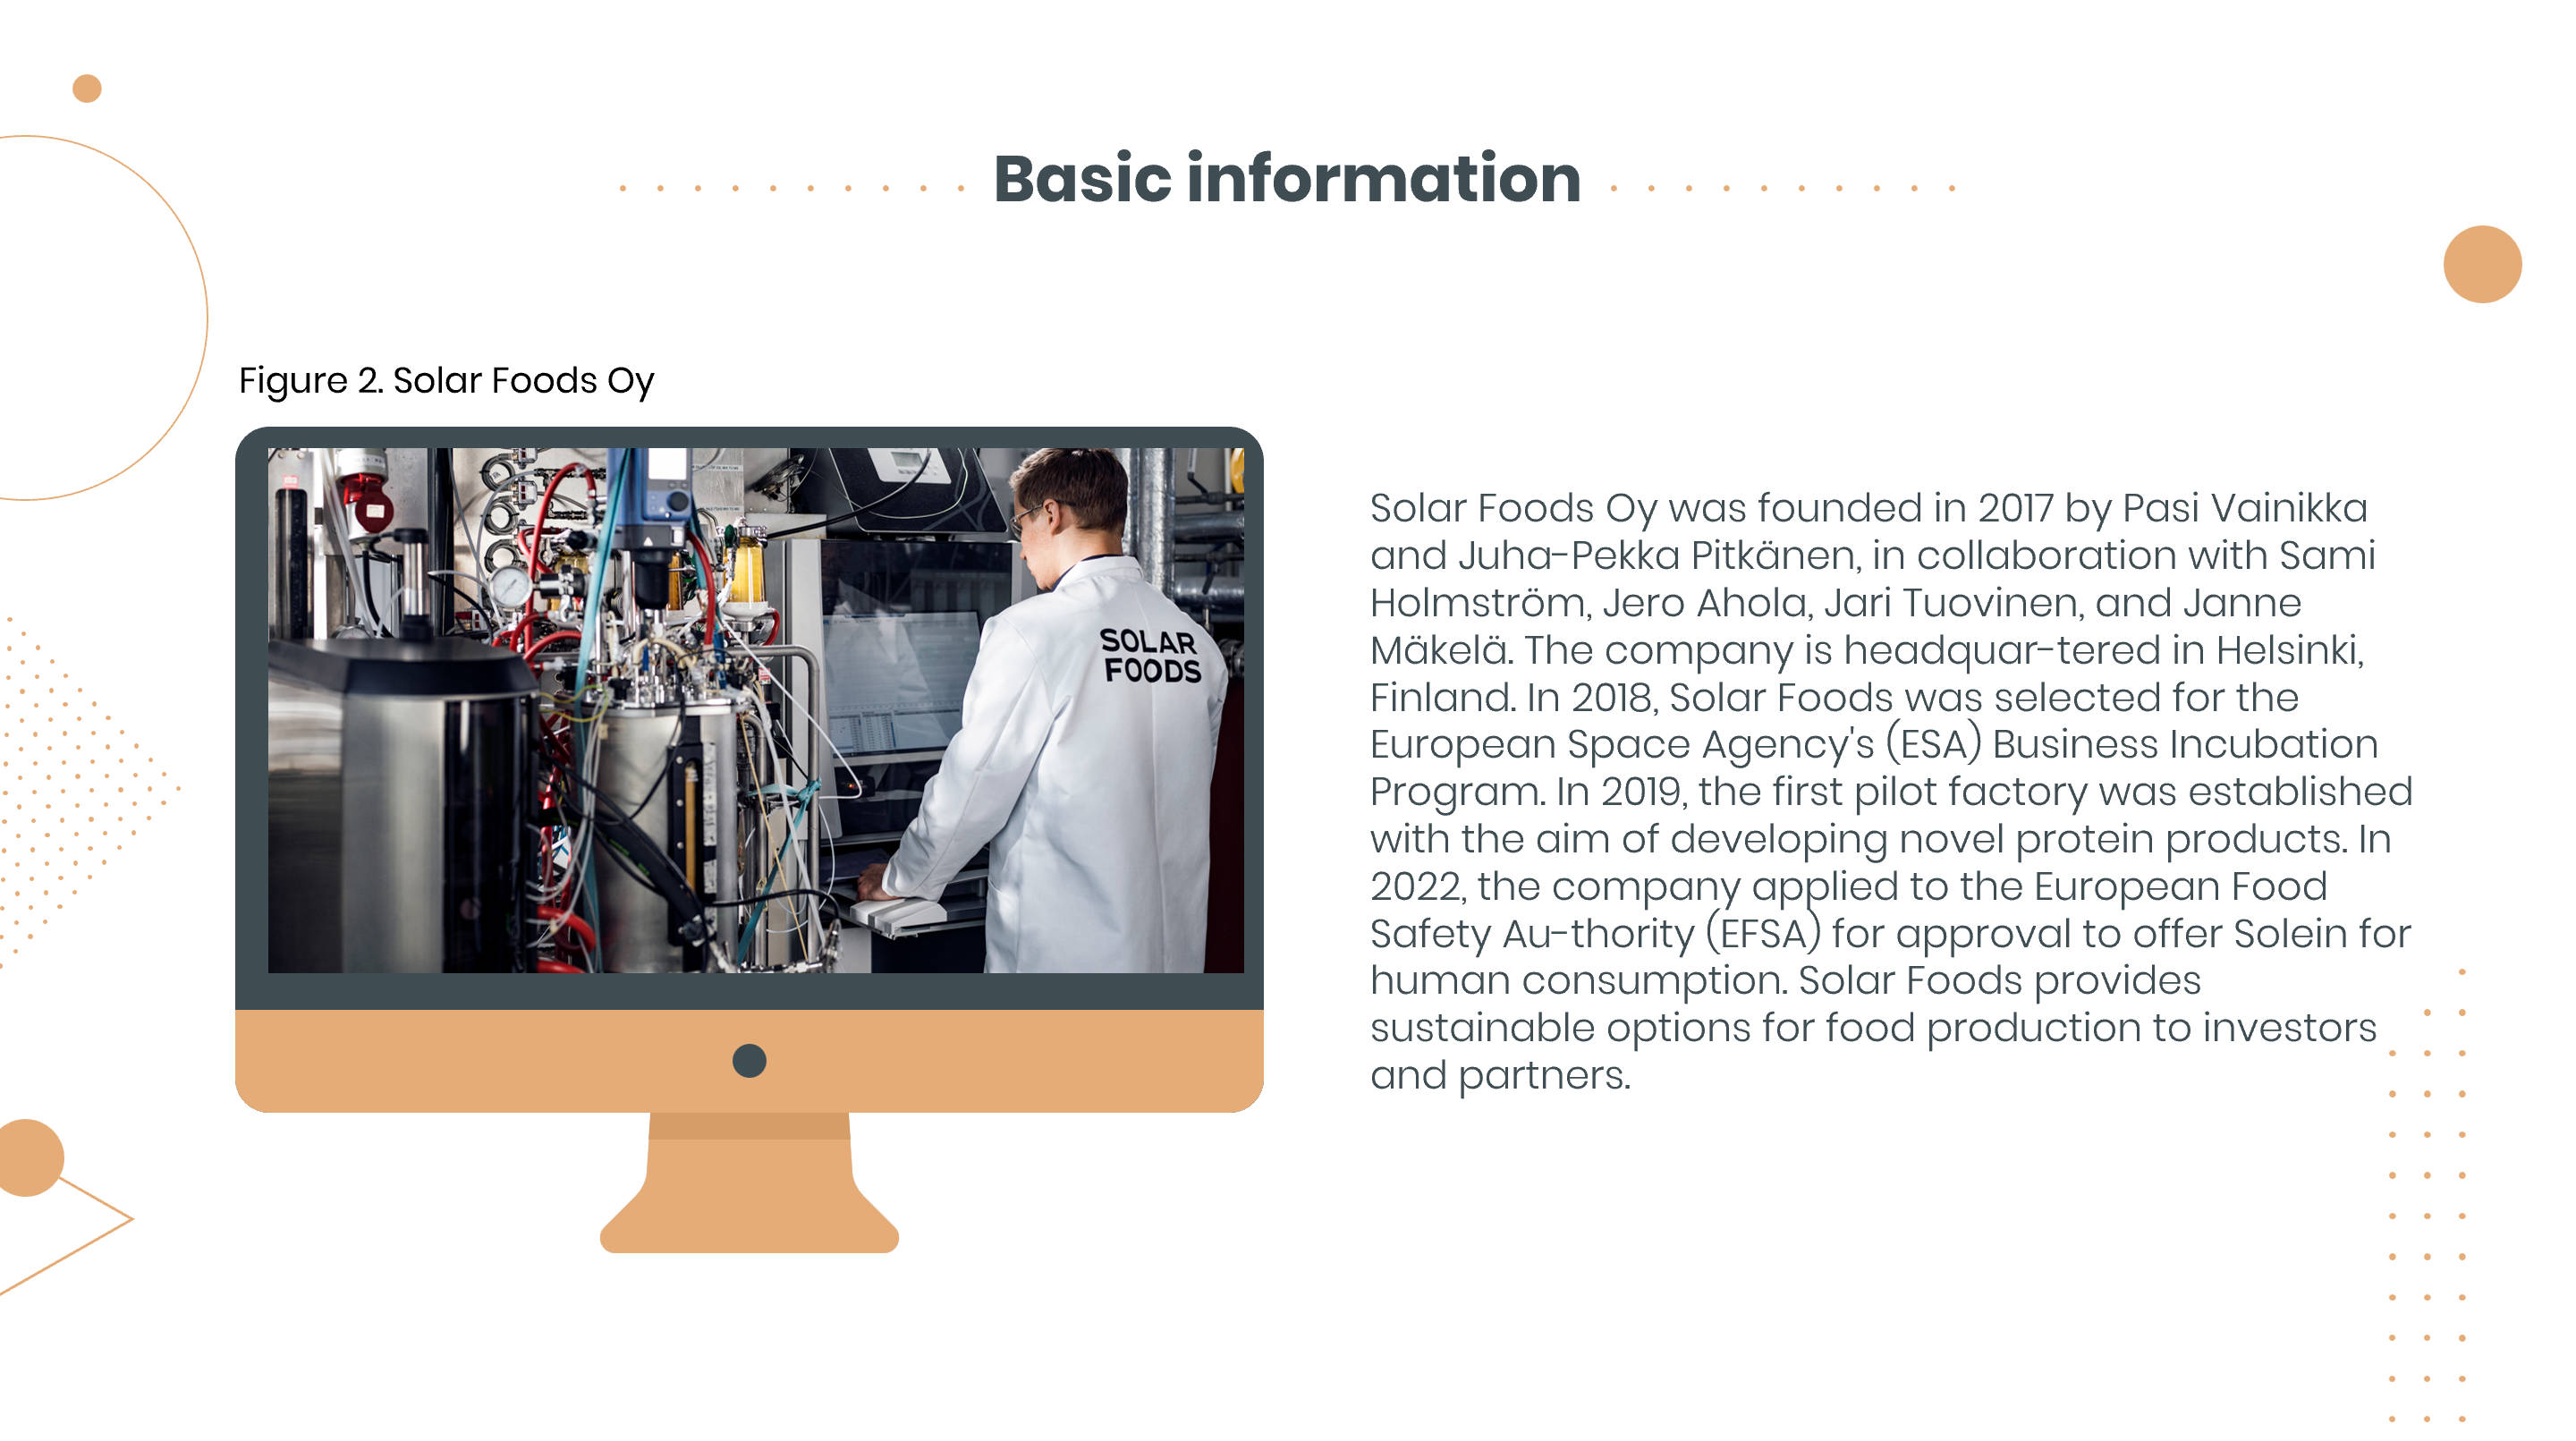 Basic information
Figure 2. Solar Foods Oy
SOLAR
FOODS
Solar Foods Oy was founded in 2017 by Pasi Vainikka
and Juha-Pekka Pitkänen, in collaboration with Sami
Holmström, Jero Ahola, Jari Tuovinen, and Janne
Mäkelä. The company is headquar-tered in Helsinki,
Finland. In 2018, Solar Foods was selected for the
European Space Agency's (ESA) Business Incubation
Program. In 2019, the first pilot factory was established
with the aim of developing novel protein products. In
2022, the company applied to the European Food
Safety Au-thority (EFSA) for approval to offer Solein for
human consumption. Solar Foods provides
sustainable options for food production to investors
and partners.